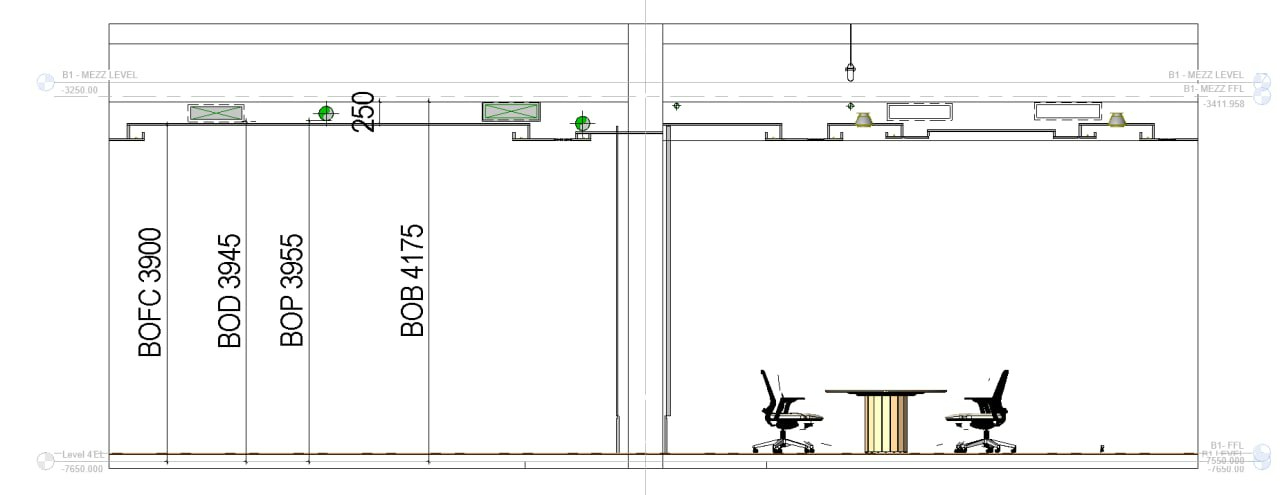 B1 - MEZZ LEVEL
-3250.00
B1 - MEZZ LEVEL
B1- MEZZ FFL
-3411.958
250
BOFC 3900
BOD 3945
BOP 3955
BOB 4175
Level 4 EL
-7650.000
B1- FFL
B1 LEVEL
-7550.000
-7650.00